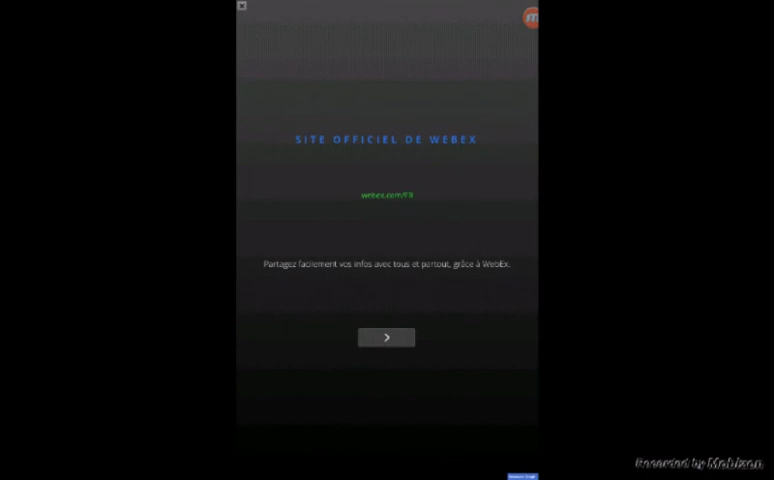 SITE OFFICIEL DE WEBEX
webex.com/FR
Partagez facilement vos infos avec tous et partout, grâce à WebEx.
Recorded by Mobizen